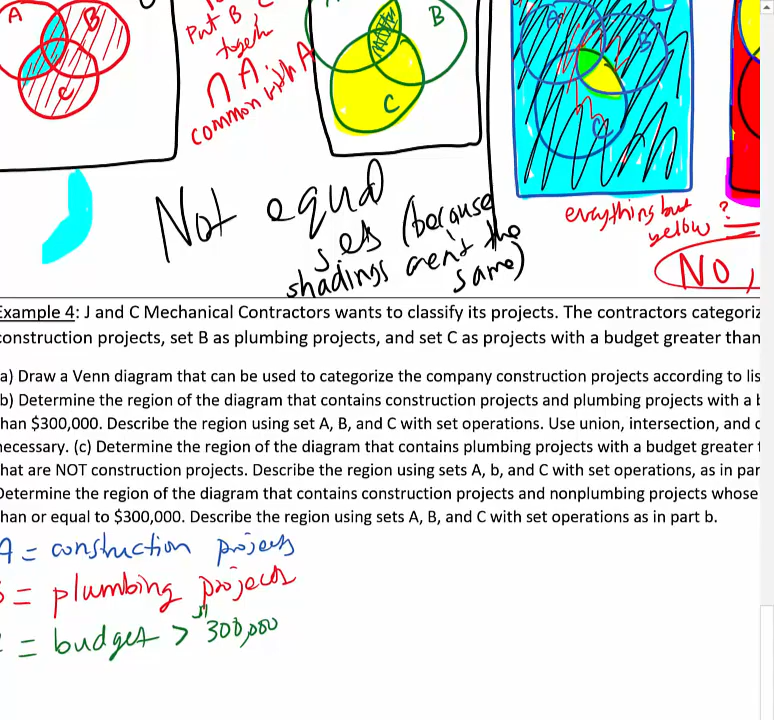 A
B
C
Put B C
together
∩ A:
common with A
B
C
A
B
C
Not equal
sets (because
shadings aren't the
same)
everything but
yellow ?
NO,
Example 4: J and C Mechanical Contractors wants to classify its projects. The contractors categoriz
construction projects, set B as plumbing projects, and set C as projects with a budget greater than
a) Draw a Venn diagram that can be used to categorize the company construction projects according to lis
b) Determine the region of the diagram that contains construction projects and plumbing projects with a b
han $300,000. Describe the region using set A, B, and C with set operations. Use union, intersection, and c
necessary. (c) Determine the region of the diagram that contains plumbing projects with a budget greater t
hat are NOT construction projects. Describe the region using sets A, b, and C with set operations, as in par
Determine the region of the diagram that contains construction projects and nonplumbing projects whose
han or equal to $300,000. Describe the region using sets A, B, and C with set operations as in part b.
A = construction projects
= plumbing projects
= budget > $300,000